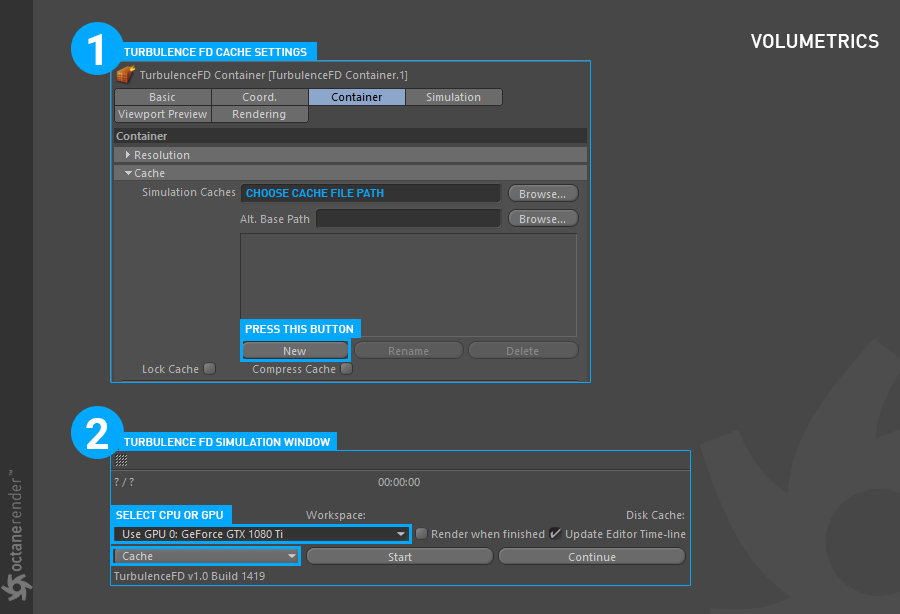 VOLUMETRICS
1
TURBULENCE FD CACHE SETTINGS
TurbulenceFD Container [TurbulenceFD Container.1]
Basic Coord. Container Simulation
Viewport Preview Rendering
Container
Resolution
Cache
Simulation Caches CHOOSE CACHE FILE PATH Browse...
Alt. Base Path Browse...
PRESS THIS BUTTON
New Rename Delete
Lock Cache Compress Cache
2
TURBULENCE FD SIMULATION WINDOW
? / ? 00:00:00
SELECT CPU OR GPU Workspace: Disk Cache:
Use GPU 0: GeForce GTX 1080 Ti Render when finished Update Editor Time-line
Cache Start Continue
TurbulenceFD v1.0 Build 1419
octanerender™